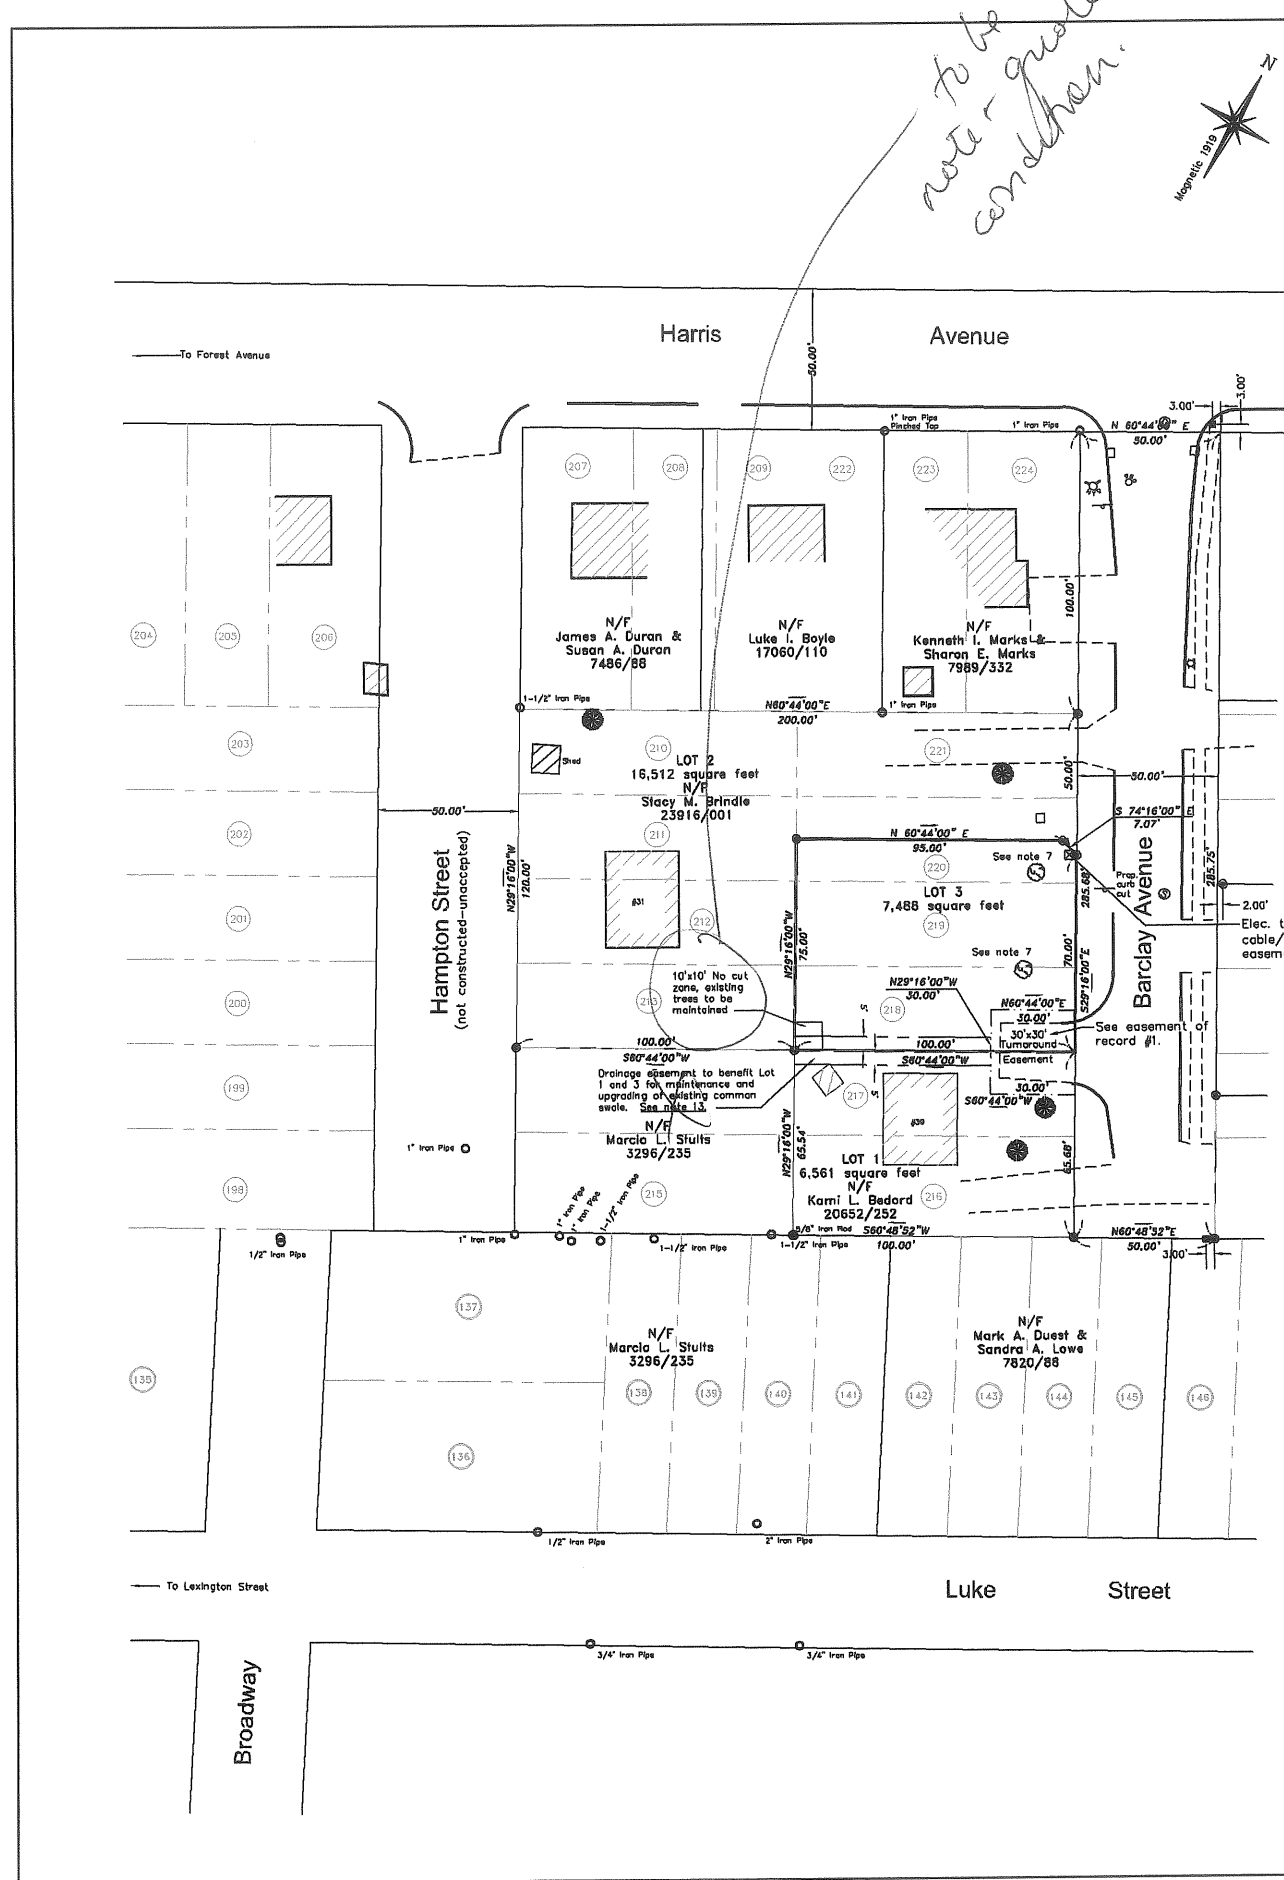 to be
note -
condition.
N
Magnetic 1919
Harris Avenue
To Forest Avenue
50.00'
3.00'
3.00'
1" Iron Pipe
Pinched Top
1" Iron Pipe
N 60°44'00" E
50.00'
207
208
209
222
223
224
204
205
206
N/F
James A. Duran &
Susan A. Duran
7486/88
N/F
Luke I. Boyle
17060/110
N/F
Kenneth I. Marks &
Sharon E. Marks
7989/332
100.00'
1-1/2" Iron Pipe
N60°44'00"E
200.00'
1" Iron Pipe
203
202
201
200
199
198
Hampton Street
(not constructed-unaccepted)
50.00'
N29°16'00"W
120.00'
Shed
210
LOT 2
16,512 square feet
N/F
Stacy M. Brindle
23916/001
211
#31
212
213
221
50.00'
50.00'
S 74°16'00" E
7.07'
N 60°44'00" E
95.00'
See note 7
220
LOT 3
7,488 square feet
219
See note 7
N29°16'00"W
75.00'
285.68'
70.00'
S29°16'00"E
Prop.
curb
cut
Barclay Avenue
285.75'
2.00'
Elec. t
cable/
easem
10'x10' No cut
zone, existing
trees to be
maintained
N29°16'00"W
30.00'
218
5'
N60°44'00"E
30.00'
30'x30'
Turnaround
Easement
See easement of
record #1.
100.00'
S60°44'00"W
100.00'
S60°44'00"W
30.00'
S60°44'00"W
Drainage easement to benefit Lot
1 and 3 for maintenance and
upgrading of existing common
swale. See note 13.
N/F
Marcia L. Stults
3296/235
217
5'
#39
N29°16'00"W
65.54'
65.68'
LOT 1
6,561 square feet
N/F
Kami L. Bedard
20652/252
216
215
1" Iron Pipe
1" Iron Pipe
1" Iron Pipe
1-1/2" Iron Pipe
1/2" Iron Pipe
1" Iron Pipe
1-1/2" Iron Pipe
5/8" Iron Rod
1-1/2" Iron Pipe
S60°48'52"W
100.00'
N60°48'52"E
50.00'
3.00'
137
136
135
N/F
Marcia L. Stults
3296/235
N/F
Mark A. Duest &
Sandra A. Lowe
7820/88
138
139
140
141
142
143
144
145
146
1/2" Iron Pipe
2" Iron Pipe
To Lexington Street
Luke Street
3/4" Iron Pipe
3/4" Iron Pipe
Broadway